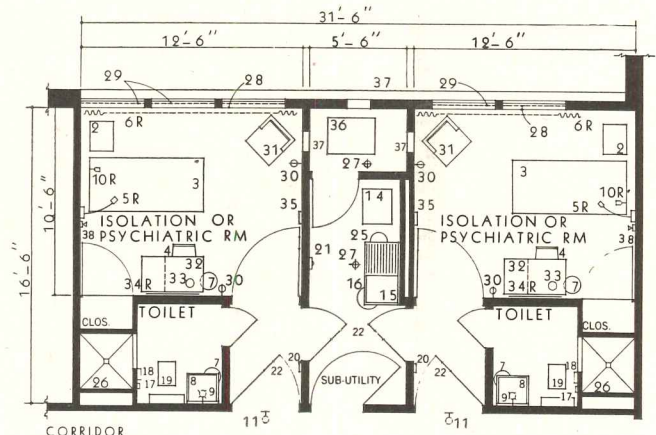 31'-6"
12'-6" 5'-6" 12'-6"
29 28 37 29 28
2 6R 31 37 36 37 31 6R 2
27 30 30
10R 3 3 10R
5R 14 5R
35 35
ISOLATION OR PSYCHIATRIC RM
ISOLATION OR PSYCHIATRIC RM
38 21 25 38
10'-6"
16'-6"
4 27 4
32 33 7 30 16 15 30 32 33 7
34R 34R
TOILET TOILET
CLOS. CLOS.
22
20 20
18 7 22 SUB-UTILITY 22 7 18
26 17 19 8 9 8 9 19 17 26
11 11
CORRIDOR